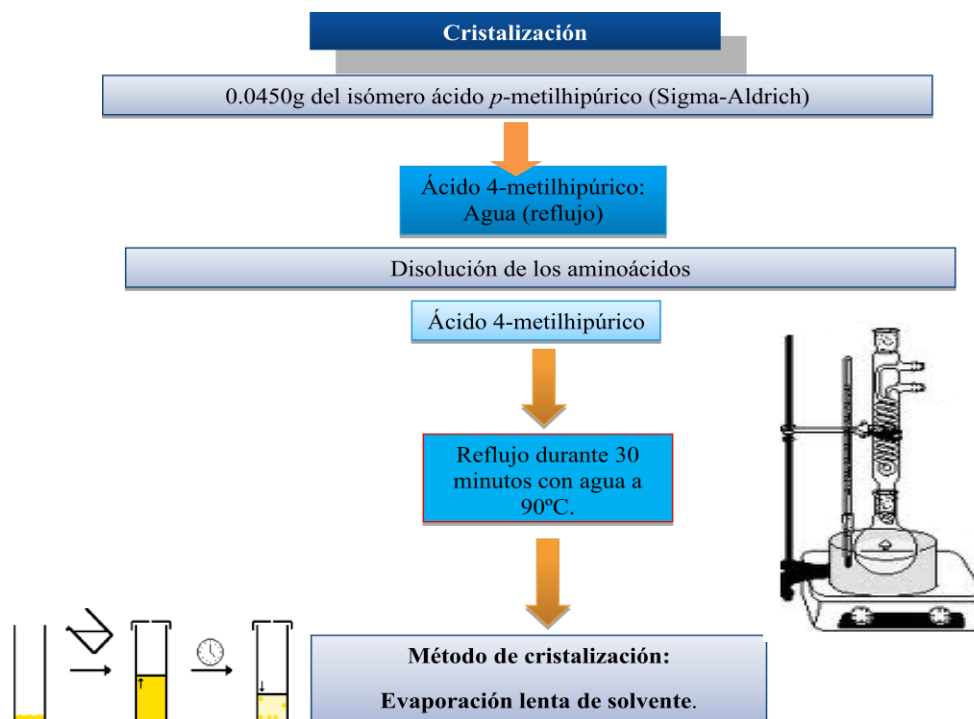 Cristalización
0.0450g del isómero ácido p-metilhipúrico (Sigma-Aldrich)
Ácido 4-metilhipúrico:
Agua (reflujo)
Disolución de los aminoácidos
Ácido 4-metilhipúrico
Reflujo durante 30
minutos con agua a
90ºC.
Método de cristalización:
Evaporación lenta de solvente.